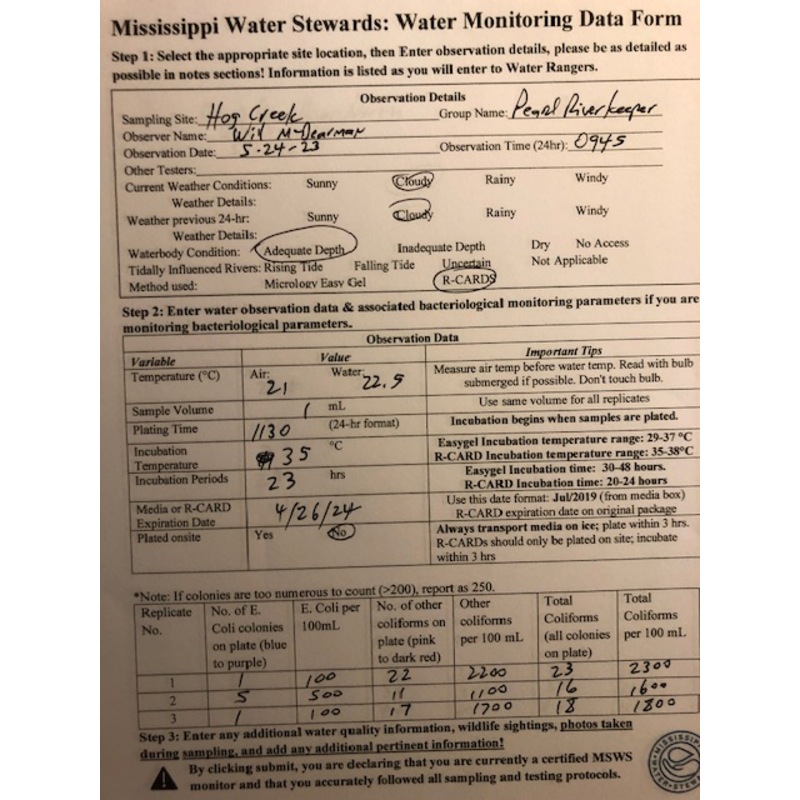 Mississippi Water Stewards: Water Monitoring Data Form
Step 1: Select the appropriate site location, then Enter observation details, please be as detailed as
possible in notes sections! Information is listed as you will enter to Water Rangers.
Observation Details
Sampling Site: Hog Creek Group Name: Pearl Riverkeeper
Observer Name: Will McDearman
Observation Date: 5-24-23 Observation Time (24hr): 0945
Other Testers:
Current Weather Conditions: Sunny Cloudy Rainy Windy
Weather Details:
Weather previous 24-hr: Sunny Cloudy Rainy Windy
Weather Details:
Waterbody Condition: Adequate Depth Inadequate Depth Dry No Access
Tidally Influenced Rivers: Rising Tide Falling Tide Uncertain Not Applicable
Method used: Micrology Easy Gel R-CARDS
Step 2: Enter water observation data & associated bacteriological monitoring parameters if you are
monitoring bacteriological parameters.
Observation Data
Variable Value Important Tips
Temperature (°C) Air: 21 Water: 22.5 Measure air temp before water temp. Read with bulb
submerged if possible. Don't touch bulb.
Sample Volume 1 mL Use same volume for all replicates
Plating Time 1130 (24-hr format) Incubation begins when samples are plated.
Incubation
Temperature 35 °C Easygel Incubation temperature range: 29-37 °C
R-CARD Incubation temperature range: 35-38°C
Incubation Periods 23 hrs Easygel Incubation time: 30-48 hours.
R-CARD Incubation time: 20-24 hours
Media or R-CARD
Expiration Date 4/26/24 Use this date format: Jul/2019 (from media box)
R-CARD expiration date on original package
Plated onsite Yes No Always transport media on ice; plate within 3 hrs.
R-CARDs should only be plated on site; incubate
within 3 hrs
*Note: If colonies are too numerous to count (>200), report as 250.
Replicate No. of E. E. Coli per No. of other Other Total Total
No. Coli colonies 100mL coliforms on coliforms Coliforms Coliforms
on plate (blue plate (pink per 100 mL (all colonies per 100 mL
to purple) to dark red) on plate)
1 1 100 22 2200 23 2300
2 5 500 11 1100 16 1600
3 1 100 17 1700 18 1800
Step 3: Enter any additional water quality information, wildlife sightings, photos taken
during sampling, and add any additional pertinent information!
By clicking submit, you are declaring that you are currently a certified MSWS
monitor and that you accurately followed all sampling and testing protocols.